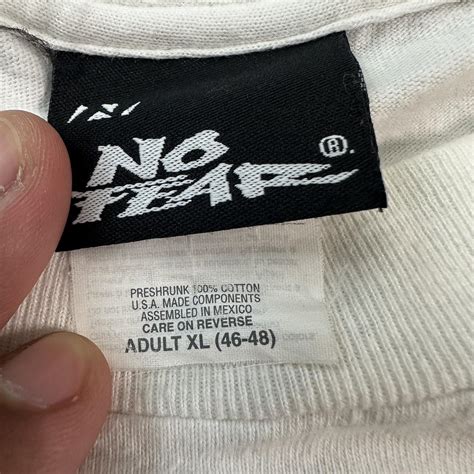 NO
FEAR ®.
PRESHRUNK 100% COTTON
U.S.A. MADE COMPONENTS
ASSEMBLED IN MEXICO
CARE ON REVERSE
ADULT XL (46-48)